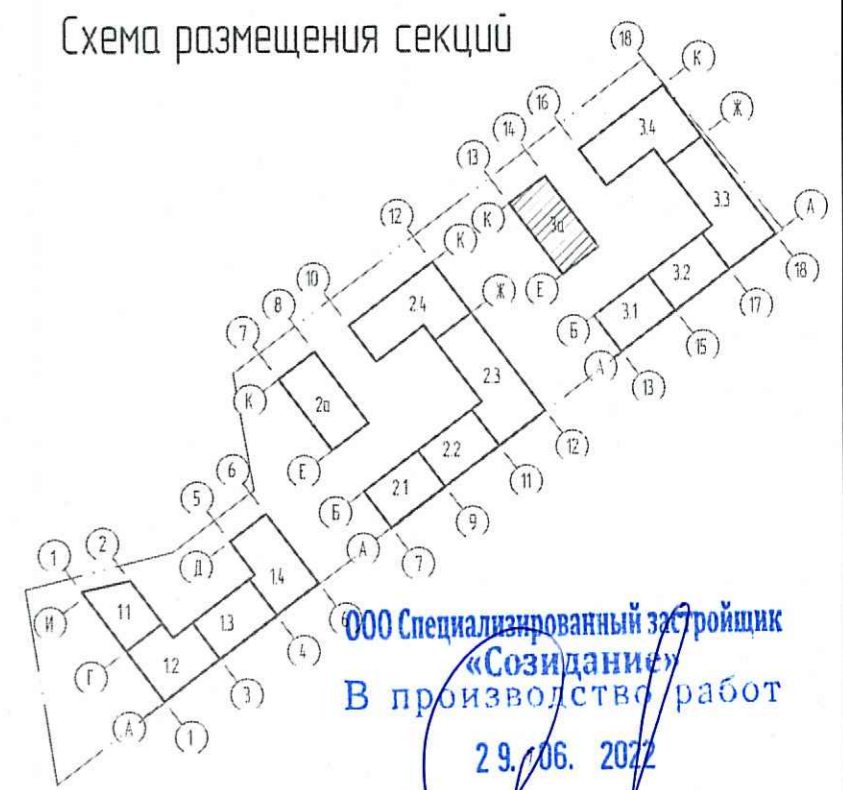 Схема размещения секций
18
К
16
3.4
Ж
14
13
3.3
К
3а
А
12
К
К
Е
3.2
18
10
2.4
Ж
3.1
17
8
Б
15
7
2.3
А
13
2а
К
12
2.2
Е
11
6
2.1
Б
9
5
А
7
Д
1.4
2
1
1.1
1.3
6
И
4
1.2
Г
3
А
1
ООО Специализированный застройщик
«Созидание»
В производство работ
29. 06. 2022